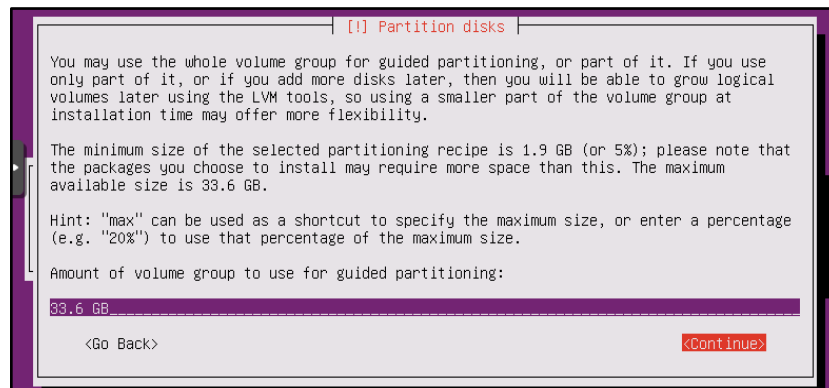 [!] Partition disks
You may use the whole volume group for guided partitioning, or part of it. If you use
only part of it, or if you add more disks later, then you will be able to grow logical
volumes later using the LVM tools, so using a smaller part of the volume group at
installation time may offer more flexibility.
The minimum size of the selected partitioning recipe is 1.9 GB (or 5%); please note that
the packages you choose to install may require more space than this. The maximum
available size is 33.6 GB.
Hint: "max" can be used as a shortcut to specify the maximum size, or enter a percentage
(e.g. "20%") to use that percentage of the maximum size.
Amount of volume group to use for guided partitioning:
33.6 GB
<Go Back> <Continue>